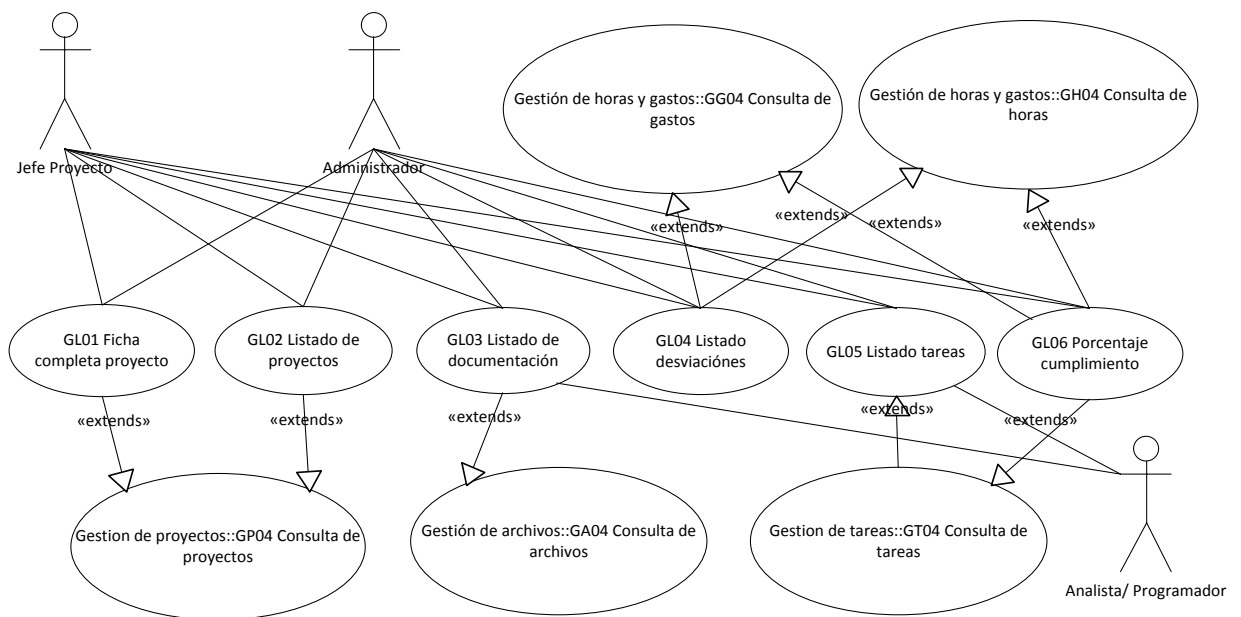 Gestión de horas y gastos::GG04 Consulta de
gastos
Gestión de horas y gastos::GH04 Consulta de
horas
Jefe Proyecto
Administrador
«extends»
«extends»
«extends»
«extends»
GL01 Ficha
completa proyecto
GL02 Listado de
proyectos
GL03 Listado de
documentación
GL04 Listado
desviaciónes
GL05 Listado tareas
GL06 Porcentaje
cumplimiento
«extends»
«extends»
«extends»
«extends»
«extends»
Gestion de proyectos::GP04 Consulta de
proyectos
Gestión de archivos::GA04 Consulta de
archivos
Gestion de tareas::GT04 Consulta de
tareas
Analista/ Programador